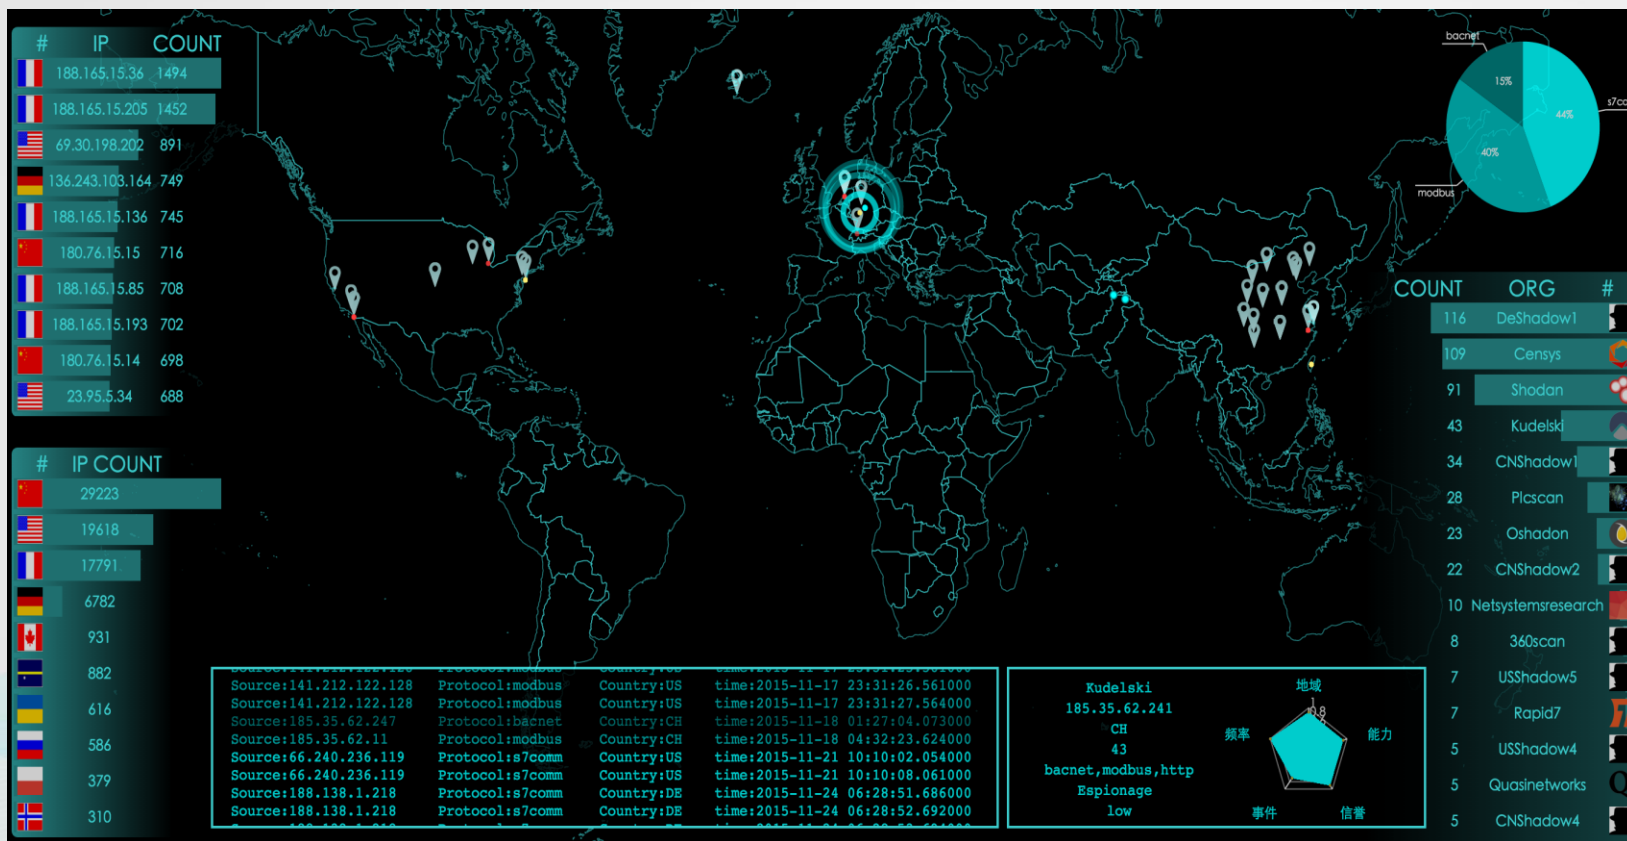 # IP COUNT
188.165.15.36 1494
188.165.15.205 1452
69.30.198.202 891
136.243.103.164 749
188.165.15.136 745
180.76.15.15 716
188.165.15.85 708
188.165.15.193 702
180.76.15.14 698
23.95.5.34 688
# IP COUNT
29223
19618
17791
6782
931
882
616
586
379
310
bacnet
15%
44%
s7co
40%
modbus
COUNT ORG #
116 DeShadow1
109 Censys
91 Shodan
43 Kudelski
34 CNShadow1
28 Plcscan
23 Oshadon
22 CNShadow2
10 Netsystemsresearch
8 360scan
7 USShadow5
7 Rapid7
5 USShadow4
5 Quasinetworks
5 CNShadow4
Source:141.212.122.128 Protocol:modbus Country:US time:2015-11-17 23:31:26.561000
Source:141.212.122.128 Protocol:modbus Country:US time:2015-11-17 23:31:27.564000
Source:185.35.62.247 Protocol:bacnet Country:CH time:2015-11-18 01:27:04.073000
Source:185.35.62.11 Protocol:modbus Country:CH time:2015-11-18 04:32:23.624000
Source:66.240.236.119 Protocol:s7comm Country:US time:2015-11-21 10:10:02.054000
Source:66.240.236.119 Protocol:s7comm Country:US time:2015-11-21 10:10:08.061000
Source:188.138.1.218 Protocol:s7comm Country:DE time:2015-11-24 06:28:51.686000
Source:188.138.1.218 Protocol:s7comm Country:DE time:2015-11-24 06:28:52.692000
Kudelski
185.35.62.241
CH
43
bacnet,modbus,http
Espionage
low
地域
1
0.8
频率
能力
事件
信誉